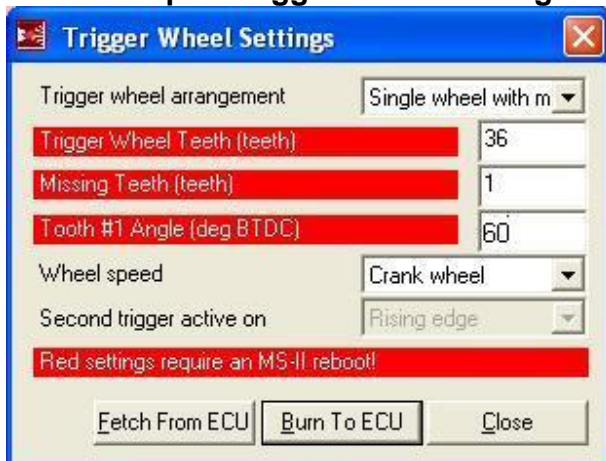 Trigger Wheel Settings
Trigger wheel arrangement Single wheel with m
Trigger Wheel Teeth (teeth) 36
Missing Teeth (teeth) 1
Tooth #1 Angle (deg BTDC) 60
Wheel speed Crank wheel
Second trigger active on Rising edge
Red settings require an MS-II reboot!
Fetch From ECU Burn To ECU Close